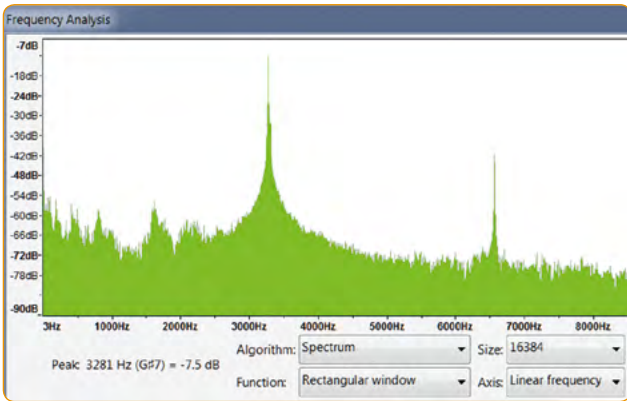 Frequency Analysis
-7dB
-18dB
-24dB
-30dB
-36dB
-42dB
-48dB
-54dB
-60dB
-66dB
-72dB
-78dB
-90dB
3Hz 1000Hz 2000Hz 3000Hz 4000Hz 5000Hz 6000Hz 7000Hz 8000Hz
Algorithm: Spectrum Size: 16384
Peak: 3281 Hz (G♯7) = -7.5 dB
Function: Rectangular window Axis: Linear frequency